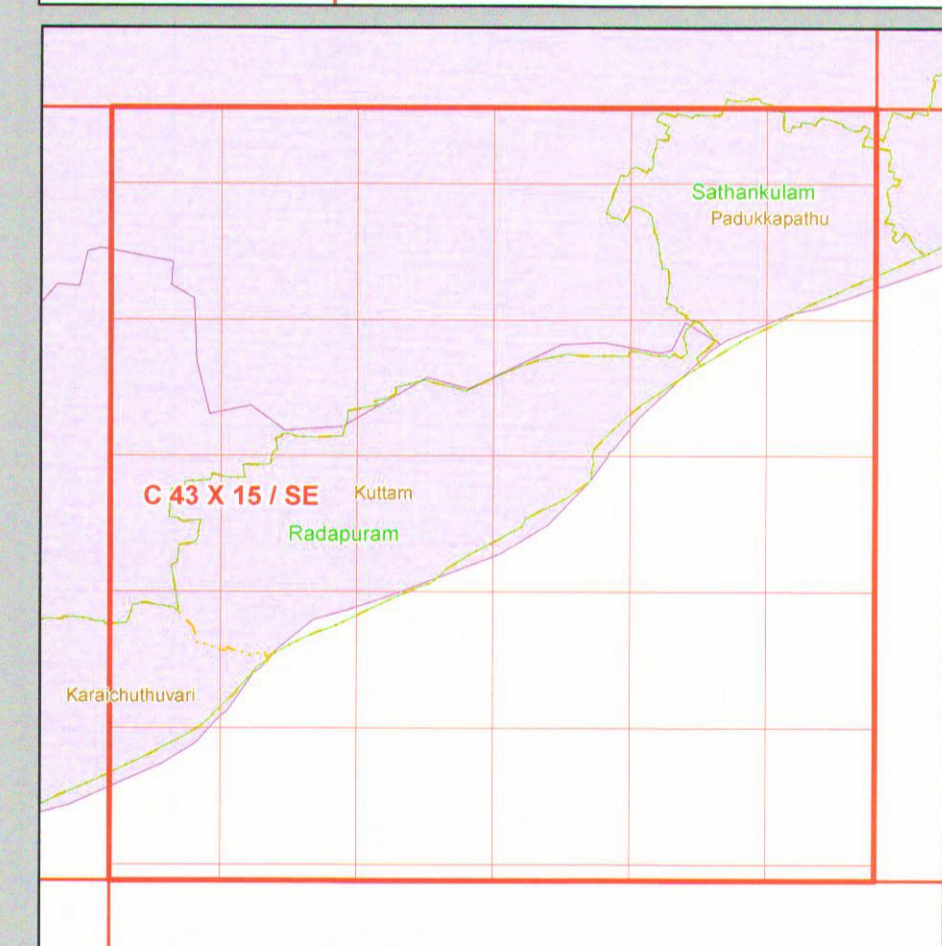 Sathankulam
Padukkapathu
C 43 X 15 / SE
Kuttam
Radapuram
Karaichuthuvari